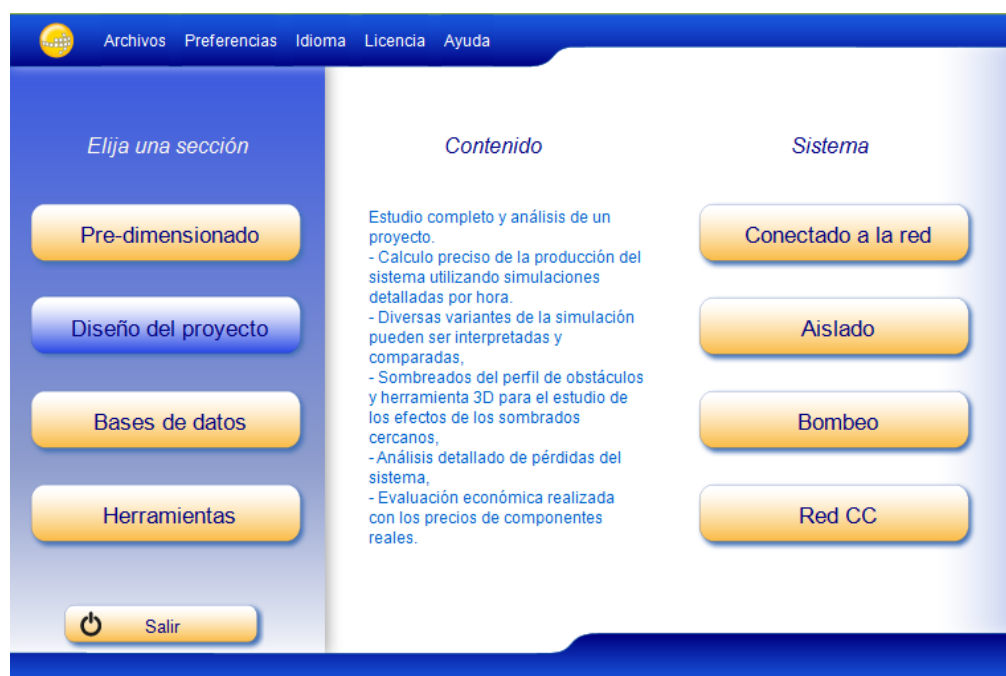 Archivos Preferencias Idioma Licencia Ayuda
Elija una sección
Pre-dimensionado
Diseño del proyecto
Bases de datos
Herramientas
Salir
Contenido
Estudio completo y análisis de un
proyecto.
- Calculo preciso de la producción del
sistema utilizando simulaciones
detalladas por hora.
- Diversas variantes de la simulación
pueden ser interpretadas y
comparadas,
- Sombreados del perfil de obstáculos
y herramienta 3D para el estudio de
los efectos de los sombrados
cercanos,
- Análisis detallado de pérdidas del
sistema,
- Evaluación económica realizada
con los precios de componentes
reales.
Sistema
Conectado a la red
Aislado
Bombeo
Red CC